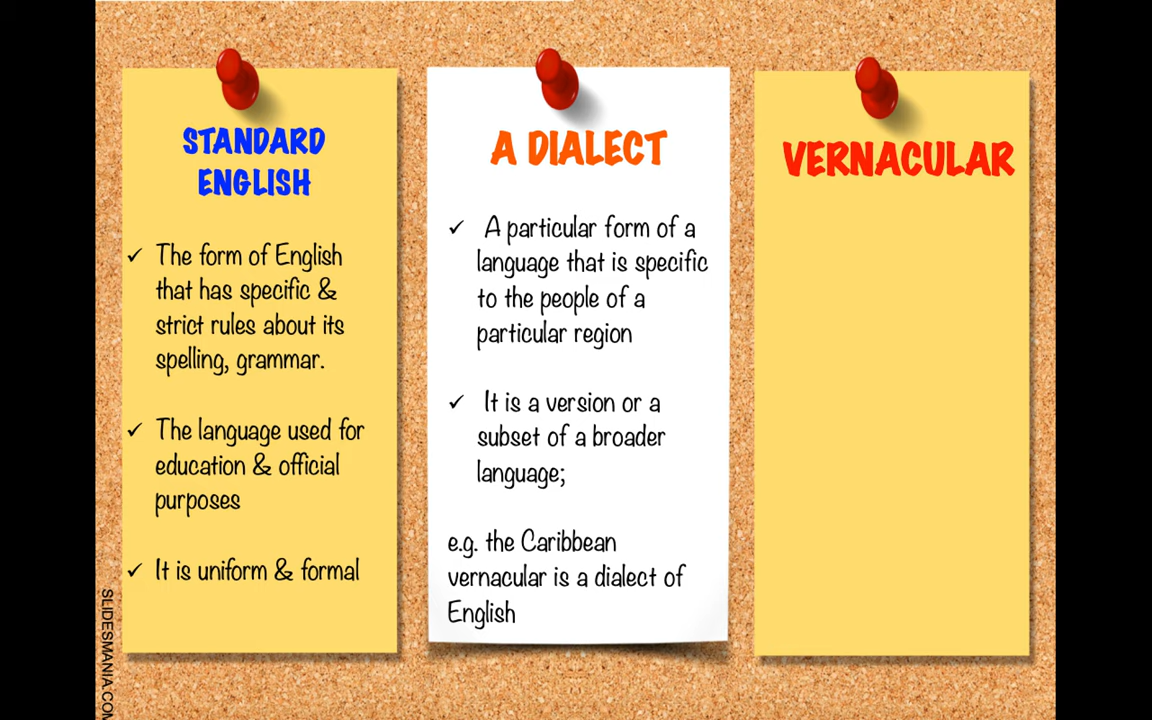 STANDARD
ENGLISH
✓ The form of English
that has specific &
strict rules about its
spelling, grammar.
✓ The language used for
education & official
purposes
✓ It is uniform & formal
A DIALECT
✓ A particular form of a
language that is specific
to the people of a
particular region
✓ It is a version or a
subset of a broader
language;
e.g. the Caribbean
vernacular is a dialect of
English
VERNACULAR
SLIDESMANIA.COM